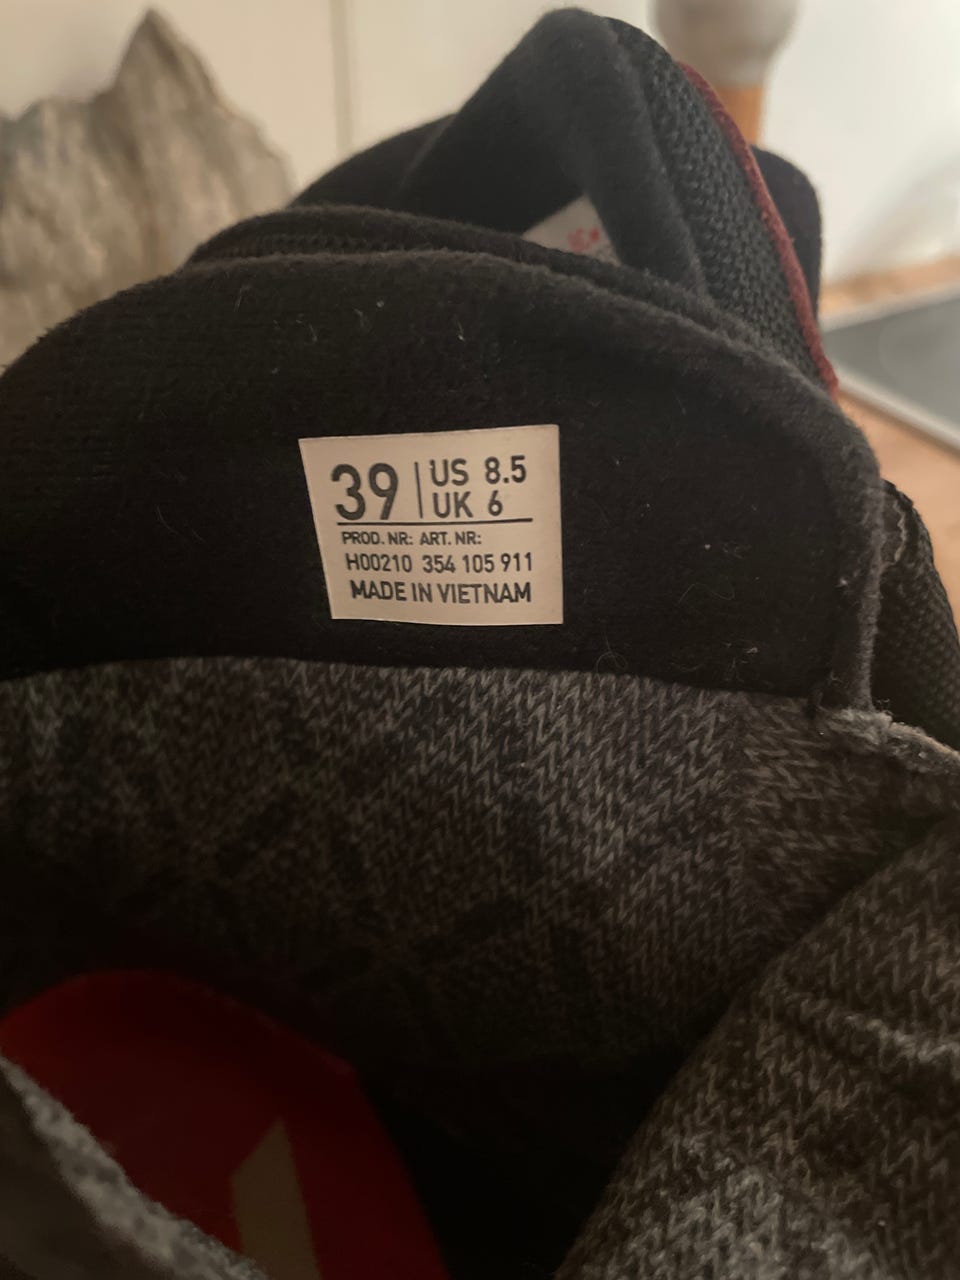 39 | US 8.5
UK 6
PROD. NR: ART. NR:
H00210 354 105 911
MADE IN VIETNAM